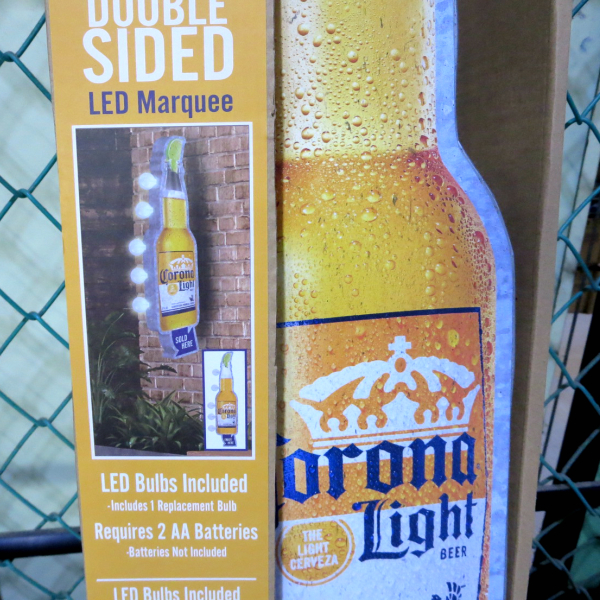 DOUBLE
SIDED
LED Marquee
Corona
Light
SOLD
HERE
Corona
LED Bulbs Included
-Includes 1 Replacement Bulb
Requires 2 AA Batteries
-Batteries Not Included
LED Bulbs Included
Corona
Light
BEER
THE
LIGHT
CERVEZA